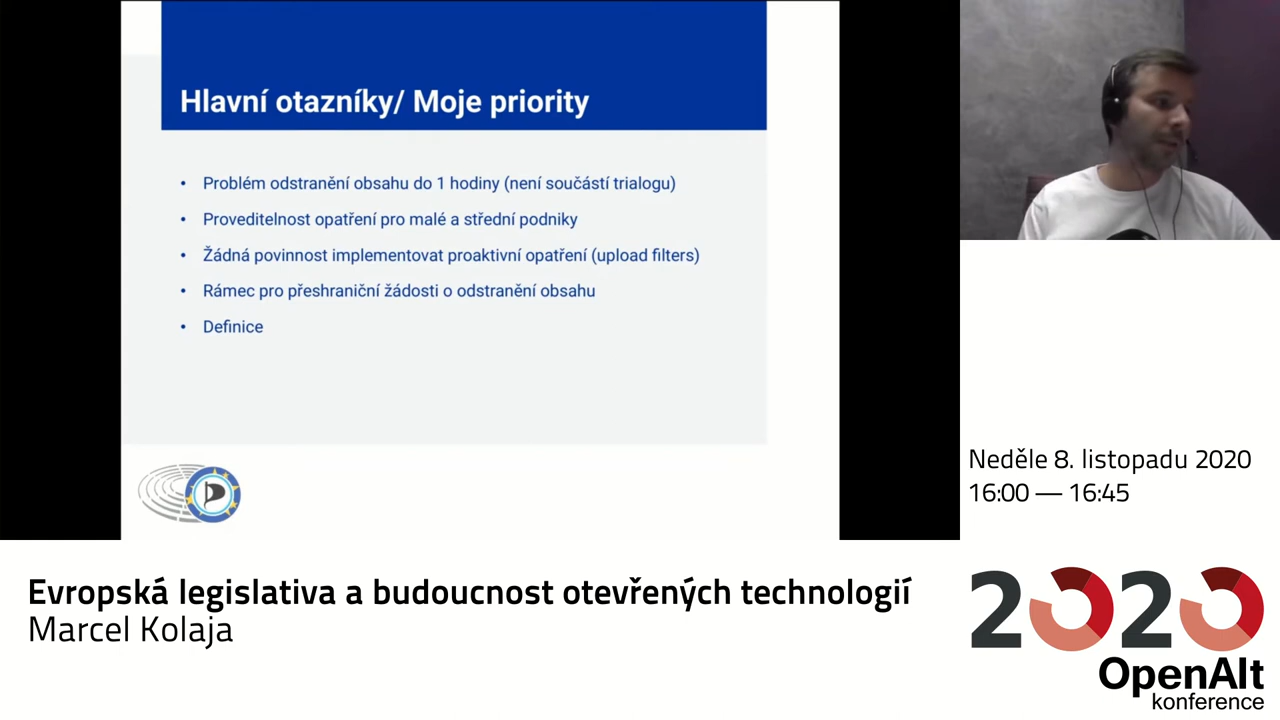 Hlavní otazníky/ Moje priority
• Problém odstranění obsahu do 1 hodiny (není součástí trialogu)
• Proveditelnost opatření pro malé a střední podniky
• Žádná povinnost implementovat proaktivní opatření (upload filters)
• Rámec pro přeshraniční žádosti o odstranění obsahu
• Definice
Neděle 8. listopadu 2020
16:00 — 16:45
Evropská legislativa a budoucnost otevřených technologií
Marcel Kolaja
2020
OpenAlt
konference